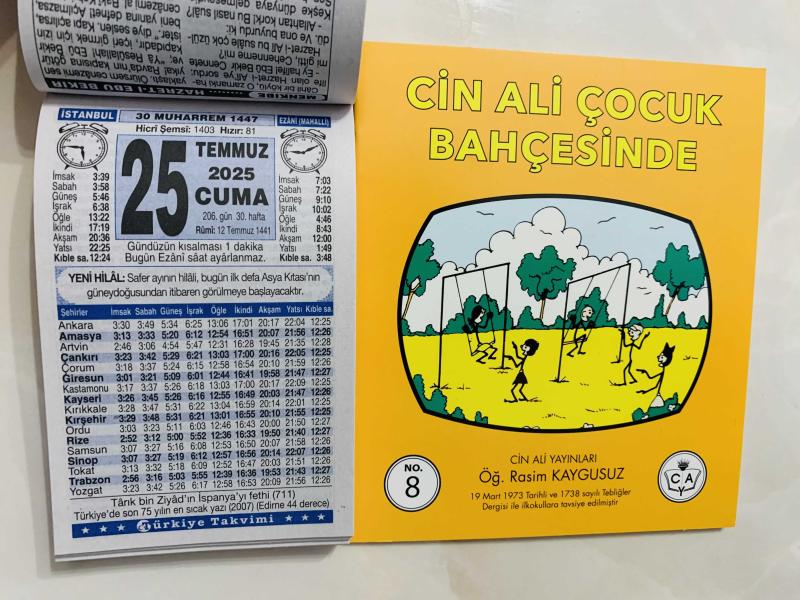 MENKIBE
HAZRET-İ EBÛ BEKİR
İSTANBUL
30 MUHARREM 1447
EZÂNÎ (MAHALLÎ)
Hicrî Şemsî: 1403 Hızır: 81
25
TEMMUZ
2025
CUMA
206. gün 30. hafta
Rûmî: 12 Temmuz 1441
İmsak 3:39
Sabah 3:58
Güneş 5:46
İşrak 6:38
Öğle 13:22
İkindi 17:19
Akşam 20:36
Yatsı 22:25
Kıble sa. 12:24
İmsak 7:03
Sabah 7:22
Güneş 9:10
İşrak 10:02
Öğle 4:46
İkindi 8:43
Akşam 12:00
Yatsı 1:49
Kıble sa. 3:48
Gündüzün kısalması 1 dakika
Bugün Ezânî sâat ayarlanmaz.
YENİ HİLÂL: Safer ayının hilâli, bugün ilk defa Asya Kıtası'nın
güneydoğusundan itibaren görülmeye başlayacaktır.
Şehirler İmsak Sabah Güneş İşrak Öğle İkindi Akşam Yatsı Kıble sa.
Ankara 3:30 3:49 5:34 6:25 13:06 17:01 20:17 22:04 12:25
Amasya 3:13 3:33 5:20 6:12 12:54 16:51 20:07 21:56 12:26
Artvin 2:46 3:06 4:54 5:47 12:31 16:28 19:45 21:35 12:28
Çankırı 3:23 3:42 5:29 6:21 13:03 17:00 20:16 22:05 12:25
Çorum 3:18 3:37 5:24 6:15 12:58 16:54 20:10 21:59 12:26
Giresun 3:01 3:21 5:09 6:01 12:44 16:41 19:58 21:47 12:27
Kastamonu 3:17 3:37 5:26 6:18 13:03 17:00 20:17 22:09 12:25
Kayseri 3:26 3:45 5:26 6:16 12:55 16:49 20:03 21:47 12:26
Kırıkkale 3:28 3:47 5:31 6:22 13:04 16:59 20:14 22:01 12:25
Kırşehir 3:29 3:48 5:31 6:21 13:01 16:55 20:10 21:55 12:25
Ordu 3:03 3:23 5:11 6:03 12:46 16:43 20:00 21:50 12:27
Rize 2:52 3:12 5:00 5:52 12:36 16:33 19:50 21:40 12:27
Samsun 3:07 3:27 5:16 6:08 12:53 16:50 20:07 21:58 12:26
Sinop 3:07 3:27 5:19 6:12 12:57 16:56 20:14 22:07 12:26
Tokat 3:13 3:32 5:18 6:09 12:52 16:47 20:03 21:51 12:26
Trabzon 2:56 3:16 5:03 5:55 12:39 16:36 19:53 21:43 12:27
Yozgat 3:23 3:42 5:26 6:17 12:58 16:53 20:08 21:54 12:26
Târık bin Ziyâd'ın İspanya'yı fethi (711)
Türkiye'de son 75 yılın en sıcak yazı (2007) (Edirne 44 derece)
Türkiye Takvimi
CİN ALİ ÇOCUK
BAHÇESİNDE
CİN ALİ YAYINLARI
Öğ. Rasim KAYGUSUZ
19 Mart 1973 Tarihli ve 1738 sayılı Tebliğler
Dergisi ile ilkokullara tavsiye edilmiştir
NO.
8
C A
Y